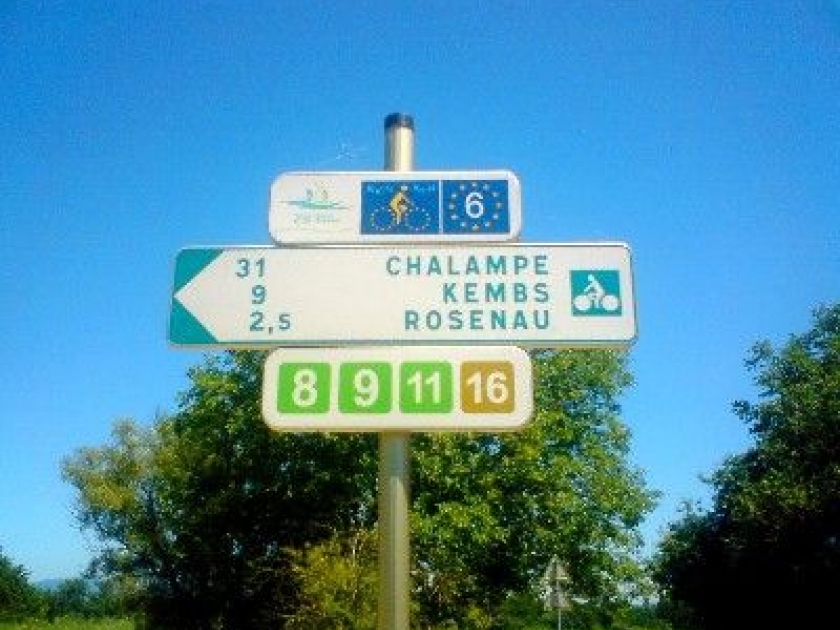 6
31 CHALAMPE
9 KEMBS
2,5 ROSENAU
8 9 11 16